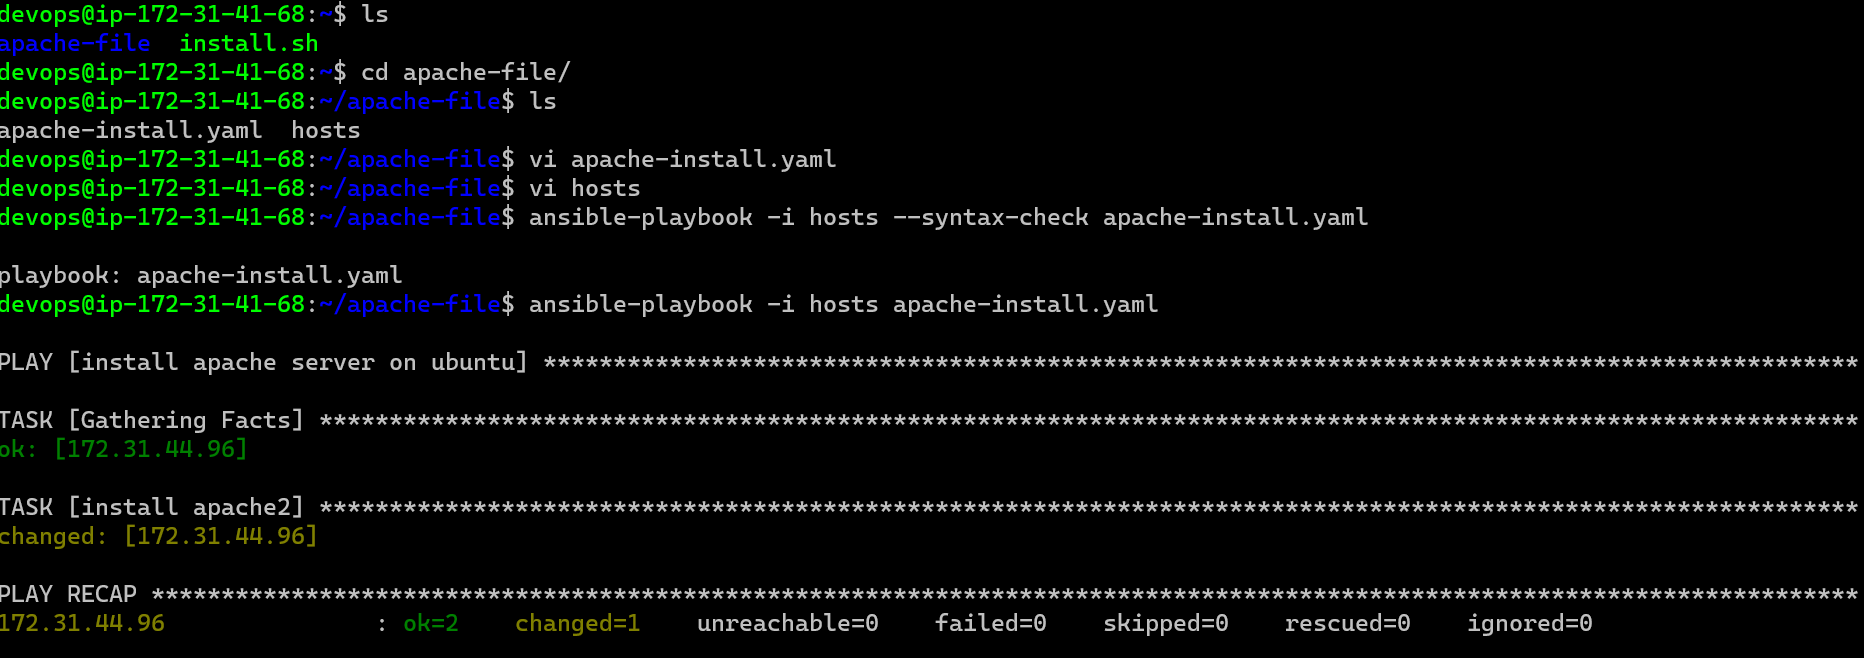 devops@ip-172-31-41-68:~$ ls
apache-file  install.sh
devops@ip-172-31-41-68:~$ cd apache-file/
devops@ip-172-31-41-68:~/apache-file$ ls
apache-install.yaml  hosts
devops@ip-172-31-41-68:~/apache-file$ vi apache-install.yaml
devops@ip-172-31-41-68:~/apache-file$ vi hosts
devops@ip-172-31-41-68:~/apache-file$ ansible-playbook -i hosts --syntax-check apache-install.yaml
playbook: apache-install.yaml
devops@ip-172-31-41-68:~/apache-file$ ansible-playbook -i hosts apache-install.yaml
PLAY [install apache server on ubuntu] **********************************************************************************************
TASK [Gathering Facts] **************************************************************************************************************
ok: [172.31.44.96]
TASK [install apache2] **************************************************************************************************************
changed: [172.31.44.96]
PLAY RECAP **************************************************************************************************************************
172.31.44.96               : ok=2    changed=1    unreachable=0    failed=0    skipped=0    rescued=0    ignored=0